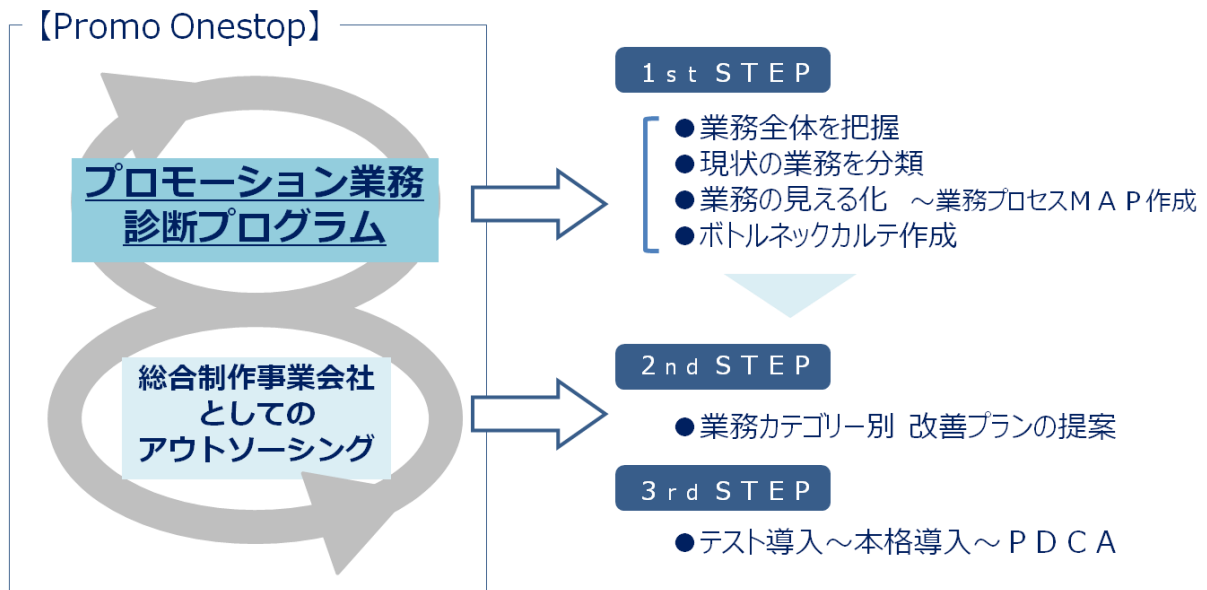 【Promo Onestop】
プロモーション業務
診断プログラム
総合制作事業会社
としての
アウトソーシング
1st STEP
●業務全体を把握
●現状の業務を分類
●業務の見える化 ～業務プロセスMAP作成
●ボトルネックカルテ作成
2nd STEP
●業務カテゴリー別 改善プランの提案
3rd STEP
●テスト導入～本格導入～PDCA